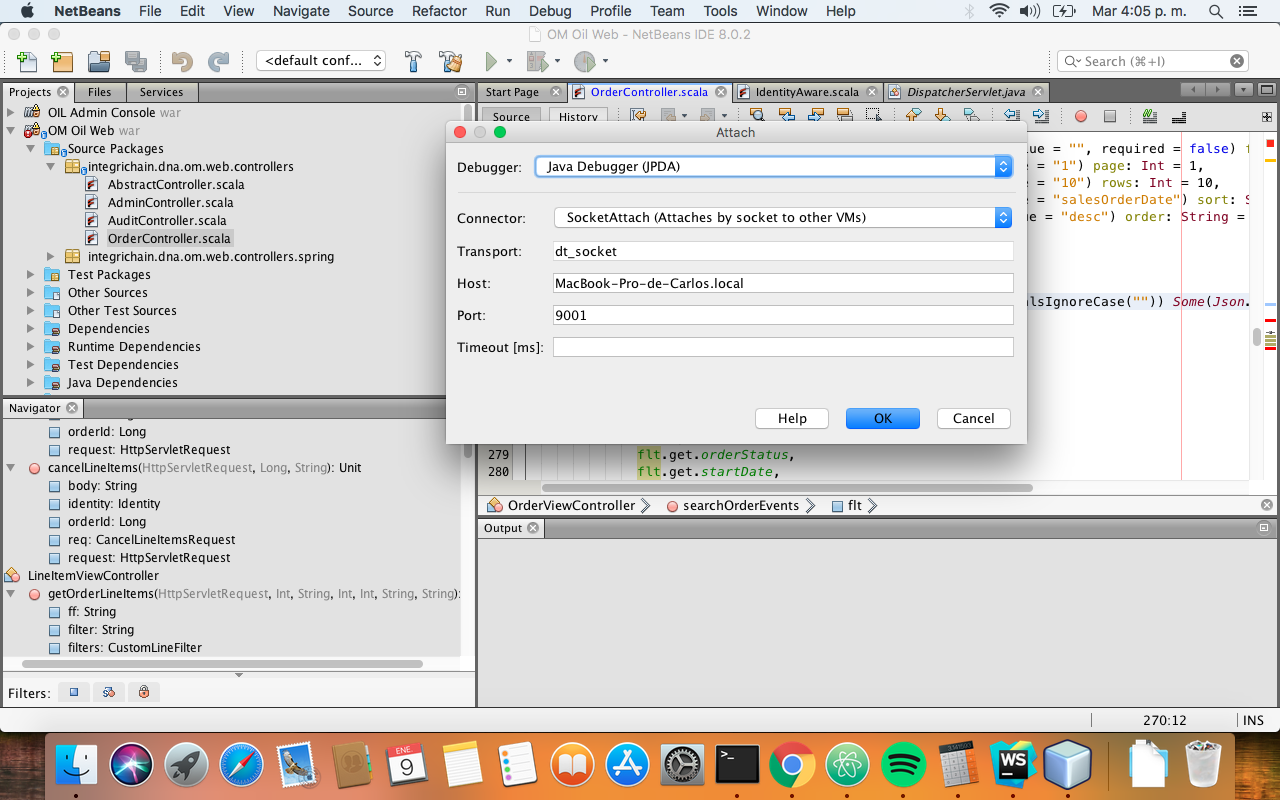 NetBeans File Edit View Navigate Source Refactor Run Debug Profile Team Tools Window Help Mar 4:05 p. m.
OM Oil Web - NetBeans IDE 8.0.2
<default conf... Search (⌘+I)
Projects Files Services
OIL Admin Console war
OM Oil Web war
Source Packages
integrichain.dna.om.web.controllers
AbstractController.scala
AdminController.scala
AuditController.scala
OrderController.scala
integrichain.dna.om.web.controllers.spring
Test Packages
Other Sources
Other Test Sources
Dependencies
Runtime Dependencies
Test Dependencies
Java Dependencies
Start Page OrderController.scala IdentityAware.scala DispatcherServlet.java
Source History
Attach
Debugger: Java Debugger (JPDA)
Connector: SocketAttach (Attaches by socket to other VMs)
Transport: dt_socket
Host: MacBook-Pro-de-Carlos.local
Port: 9001
Timeout [ms]:
Help OK Cancel
ue = "", required = false) f
e = "1") page: Int = 1,
e = "10") rows: Int = 10,
e = "salesOrderDate") sort: S
ue = "desc") order: String =
alsIgnoreCase("")) Some(Json.
279 flt.get.orderStatus,
280 flt.get.startDate,
OrderViewController searchOrderEvents flt
Output
Navigator
orderId: Long
request: HttpServletRequest
cancelLineItems(HttpServletRequest, Long, String): Unit
body: String
identity: Identity
orderId: Long
req: CancelLineItemsRequest
request: HttpServletRequest
LineItemViewController
getOrderLineItems(HttpServletRequest, Int, String, Int, Int, String, String):
ff: String
filter: String
filters: CustomLineFilter
Filters:
270:12 INS
ENE.
9
WS